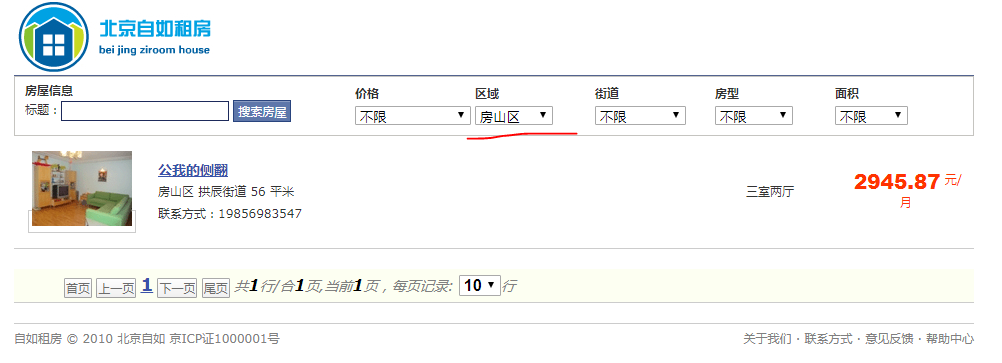 北京自如租房
bei jing ziroom house
房屋信息
标题： 搜索房屋
价格 区域 街道 房型 面积
不限 房山区 不限 不限 不限
公我的侧翻
房山区 拱辰街道 56 平米
联系方式：19856983547
三室两厅
2945.87 元/
月
首页 上一页 1 下一页 尾页 共1行/合1页,当前1页，每页记录: 10 行
自如租房 © 2010 北京自如 京ICP证1000001号
关于我们 · 联系方式 · 意见反馈 · 帮助中心